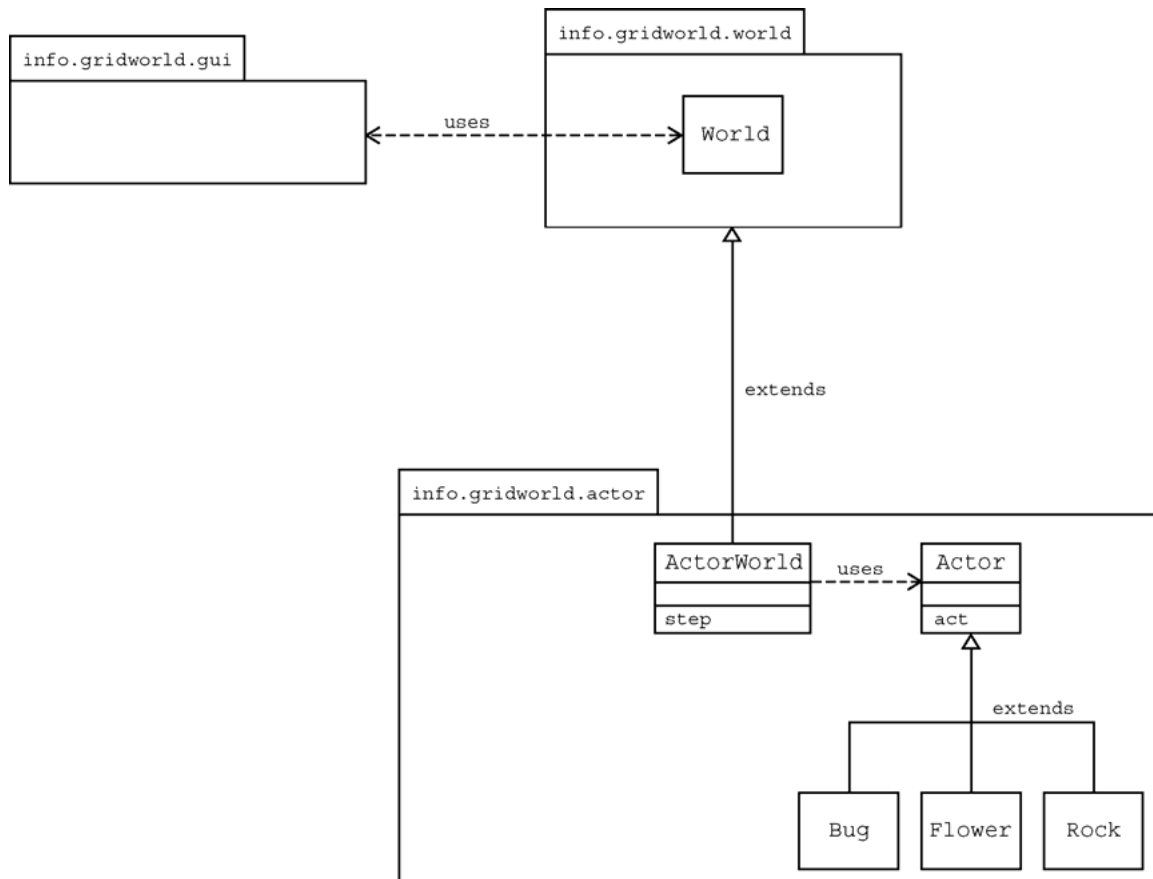 info.gridworld.world
info.gridworld.gui
uses
World
extends
info.gridworld.actor
ActorWorld
uses
Actor
step
act
extends
Bug
Flower
Rock